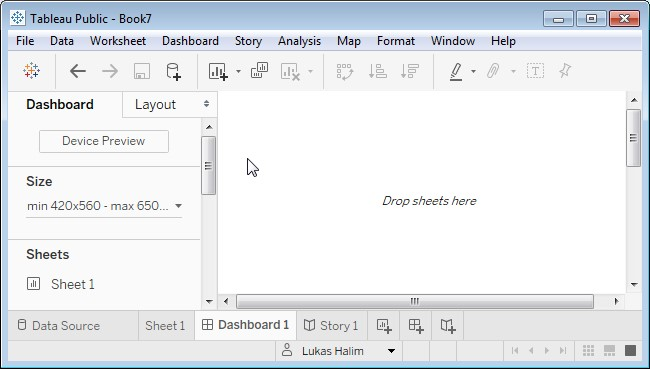 Tableau Public - Book7
File Data Worksheet Dashboard Story Analysis Map Format Window Help
Dashboard Layout
Device Preview
Size
min 420x560 - max 650...
Sheets
Sheet 1
Drop sheets here
Data Source Sheet 1 Dashboard 1 Story 1
Lukas Halim